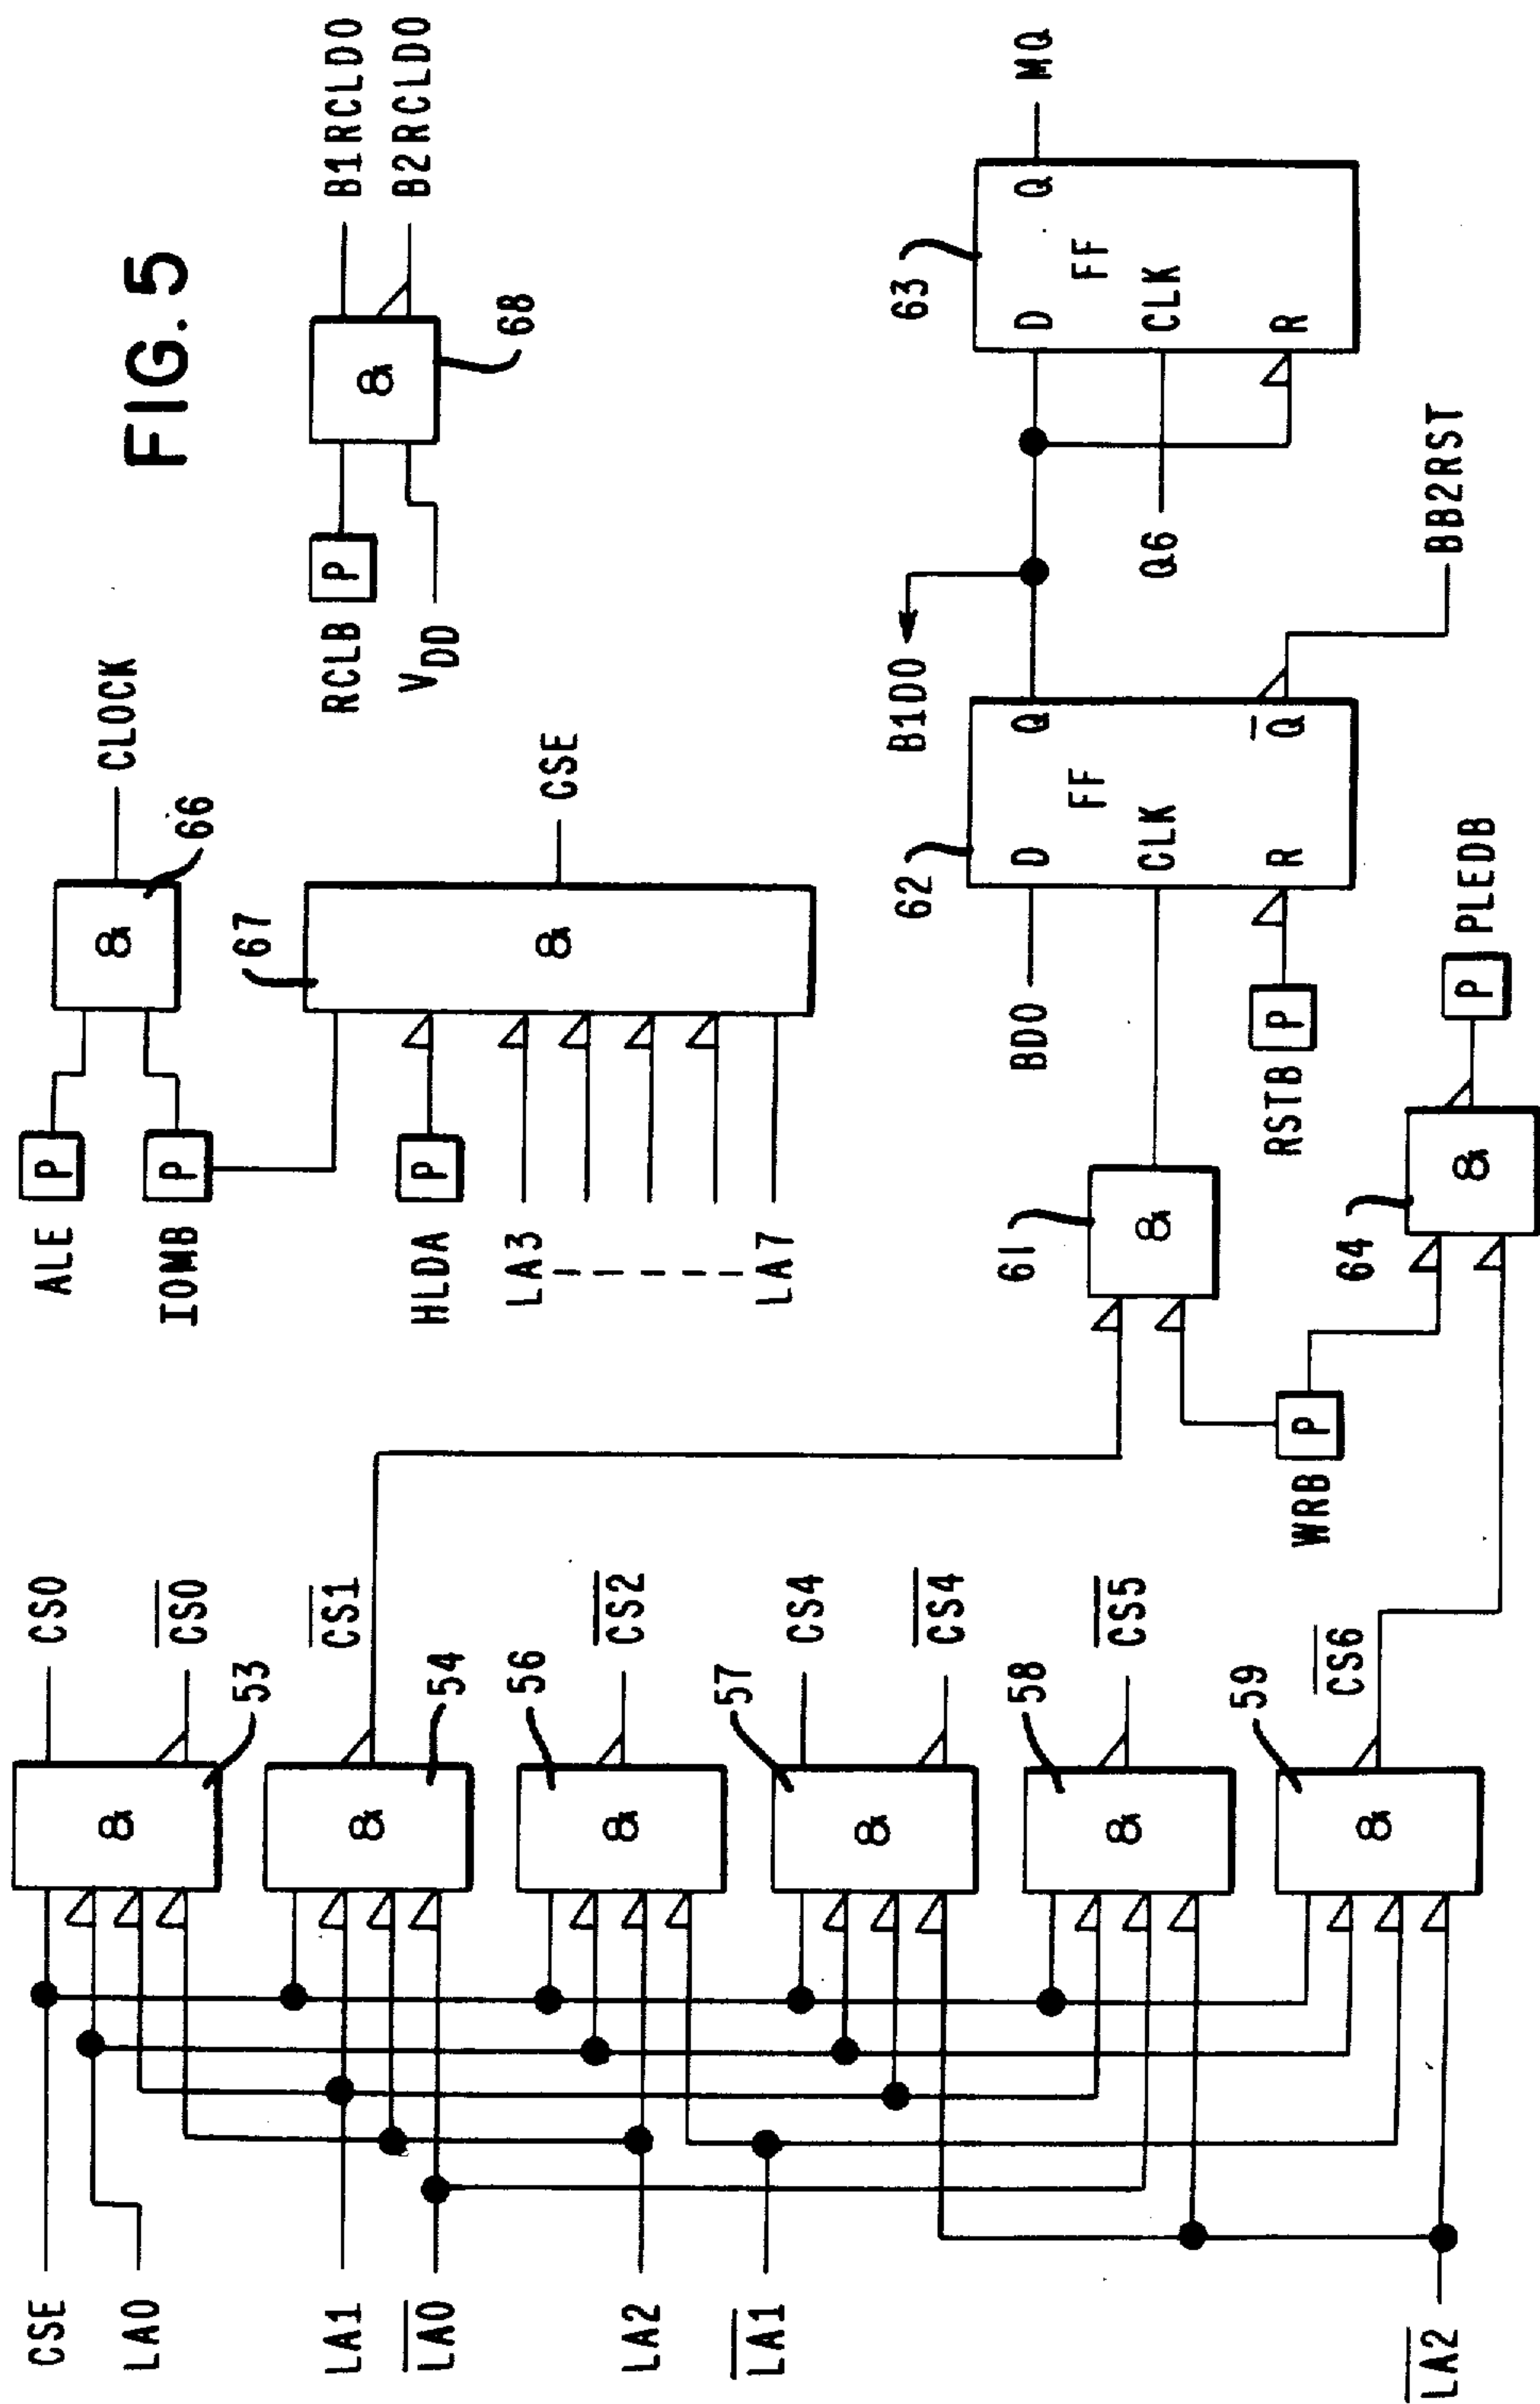 FIG. 5
CSE
LA0
LA1
LA0
LA2
LA1
LA2
&
&
&
&
&
&
53
54
56
57
58
59
CS0
CS0
CS1
CS2
CS4
CS4
CS5
CS6
ALE P
IOMB P
&
66
CLOCK
HLDA P
LA3
LA7
67
&
CSE
RCLB P
VDD
&
68
B1RCLD0
B2RCLD0
WRB P
61
&
64
&
P PLEDB
BD0
RSTB P
62
D
FF
CLK
R
Q
Q
B1D0
BB2RST
Q6
63
D
FF
CLK
R
Q
MQ